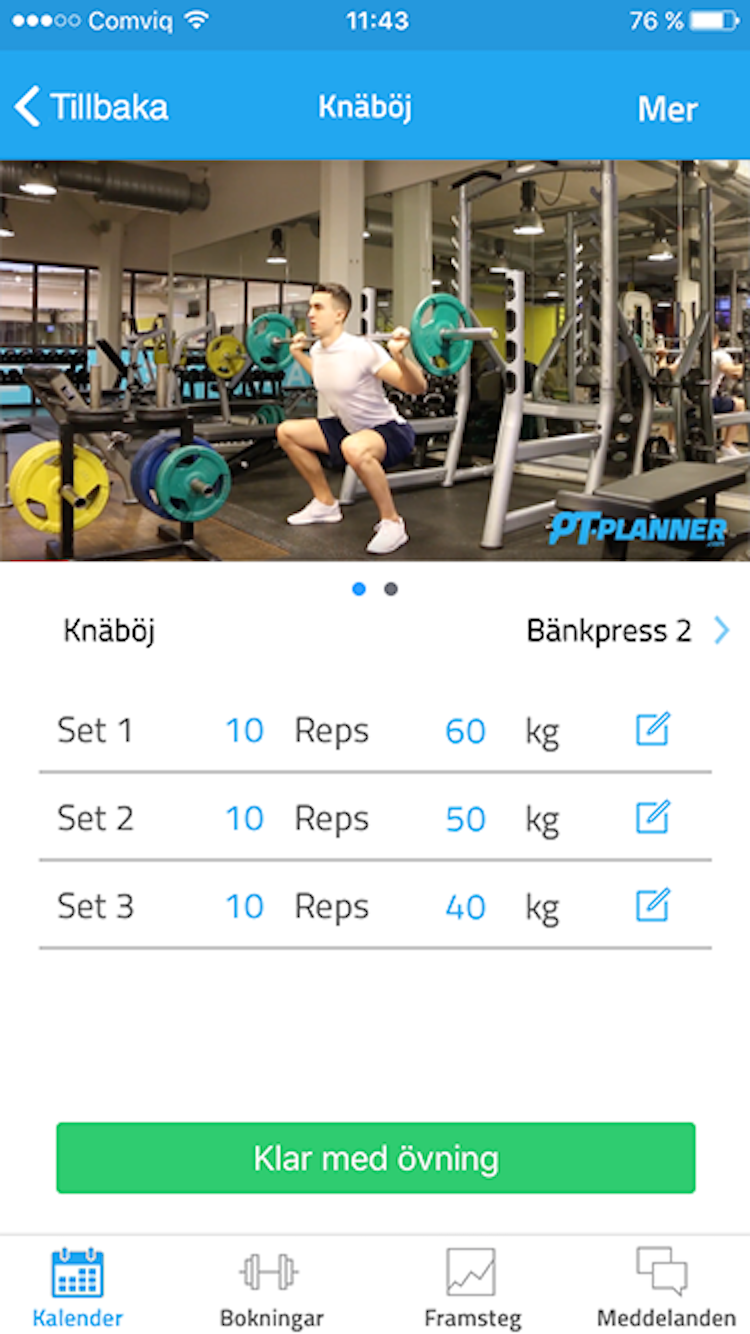 Comviq 11:43 76 %
Tillbaka Knäböj Mer
PT-PLANNER
.com
Knäböj Bänkpress 2
Set 1 10 Reps 60 kg
Set 2 10 Reps 50 kg
Set 3 10 Reps 40 kg
Klar med övning
Kalender Bokningar Framsteg Meddelanden